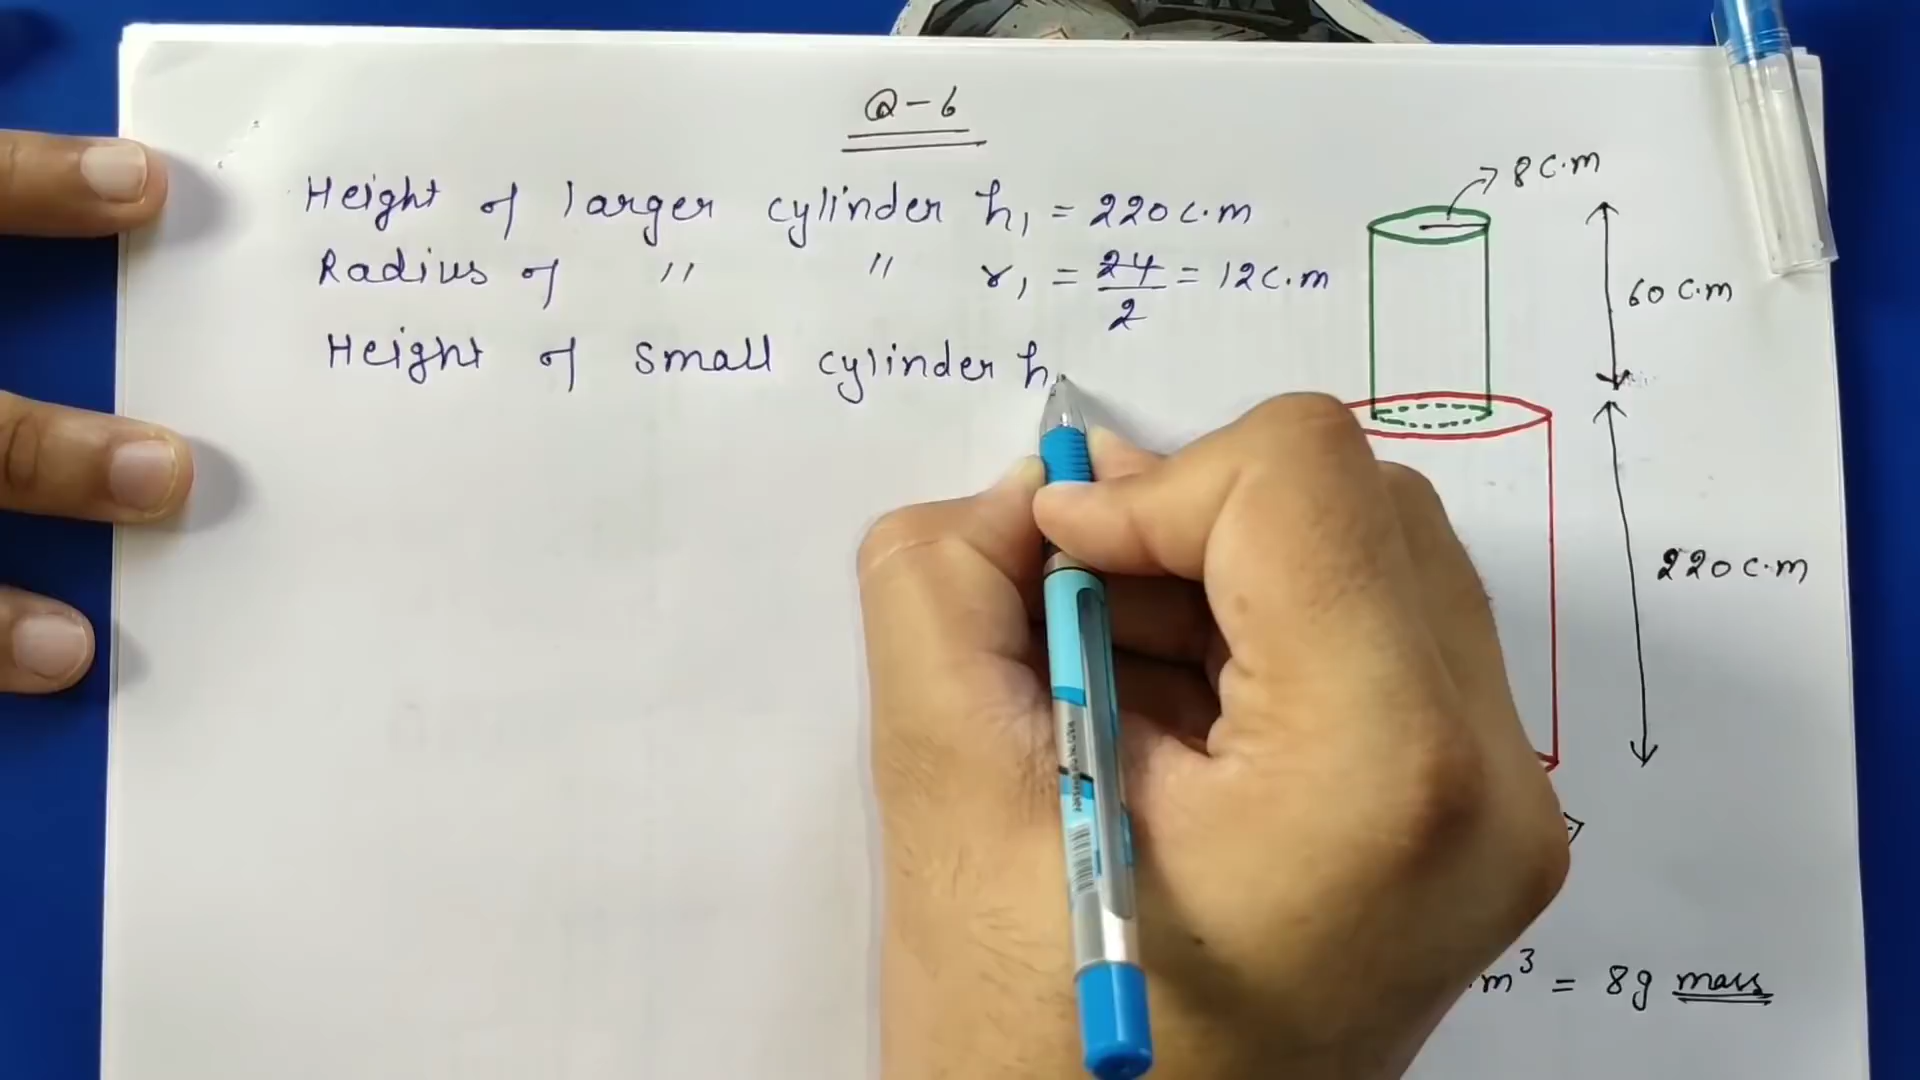 Q-6
Height of larger cylinder h₁ = 220 c.m
Radius of " " r₁ = 24/2 = 12 c.m
Height of small cylinder h
8 c.m
60 c.m
220 c.m
m³ = 8g mass